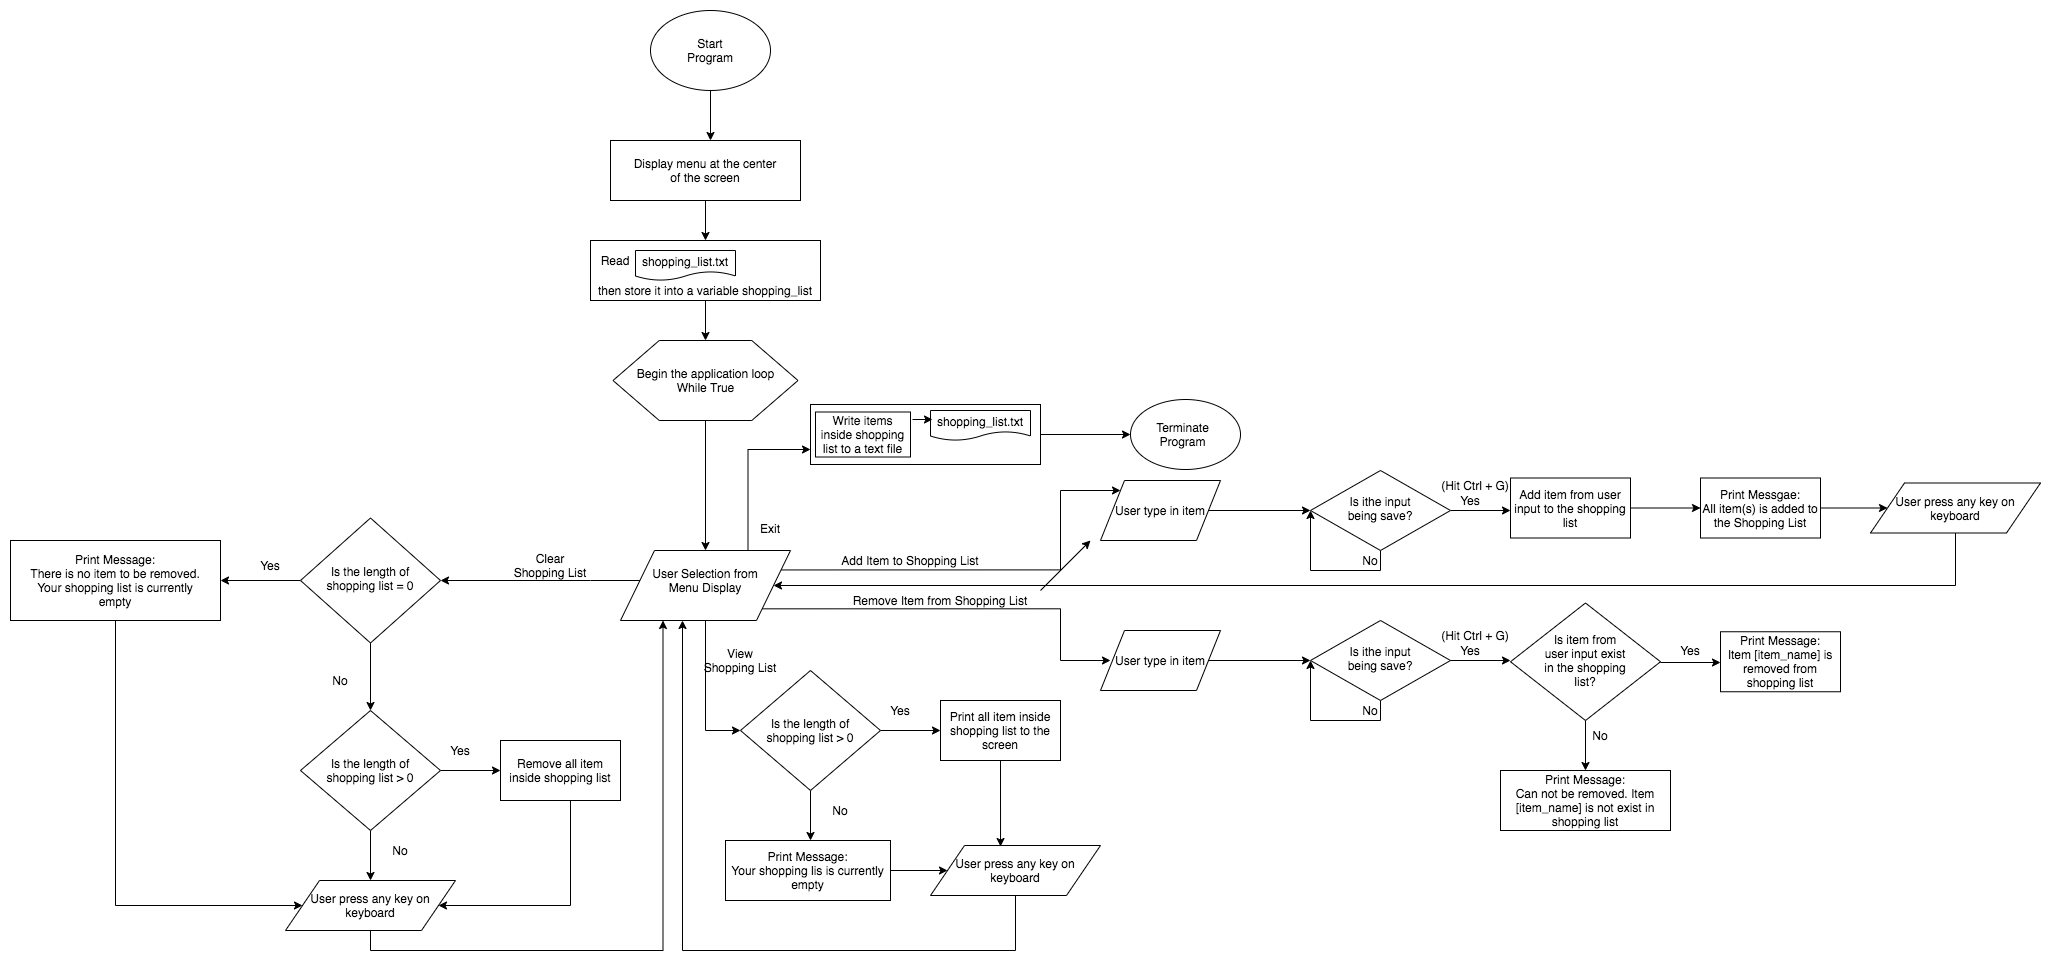 Start
Program
Display menu at the center
of the screen
Read
shopping_list.txt
then store it into a variable shopping_list
Begin the application loop
While True
Write items
inside shopping
list to a text file
shopping_list.txt
Terminate
Program
Exit
User Selection from
Menu Display
Add Item to Shopping List
User type in item
Is ithe input
being save?
No
(Hit Ctrl + G)
Yes
Add item from user
input to the shopping
list
Print Messgae:
All item(s) is added to
the Shopping List
User press any key on
keyboard
Remove Item from Shopping List
User type in item
Is ithe input
being save?
No
(Hit Ctrl + G)
Yes
Is item from
user input exist
in the shopping
list?
Yes
Print Message:
Item [item_name] is
removed from
shopping list
No
Print Message:
Can not be removed. Item
[item_name] is not exist in
shopping list
Clear
Shopping List
Is the length of
shopping list = 0
Yes
Print Message:
There is no item to be removed.
Your shopping list is currently
empty
No
Is the length of
shopping list > 0
Yes
Remove all item
inside shopping list
No
User press any key on
keyboard
View
Shopping List
Is the length of
shopping list > 0
Yes
Print all item inside
shopping list to the
screen
No
Print Message:
Your shopping lis is currently
empty
User press any key on
keyboard